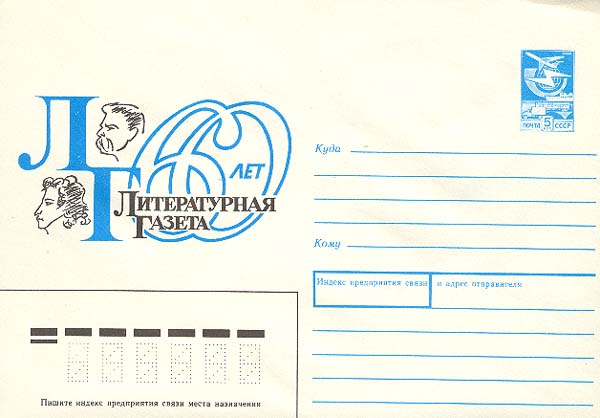 Л
Т
60 ЛЕТ
ЛИТЕРАТУРНАЯ
ГАЗЕТА
ПОЧТА 5 СССР
Куда
Кому
Индекс предприятия связи и адрес отправителя
Пишите индекс предприятия связи места назначения